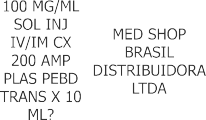 100 MG/ML
SOL INJ
IV/IM CX
200 AMP
PLAS PEBD
TRANS X 10
ML?
MED SHOP
BRASIL
DISTRIBUIDORA
LTDA